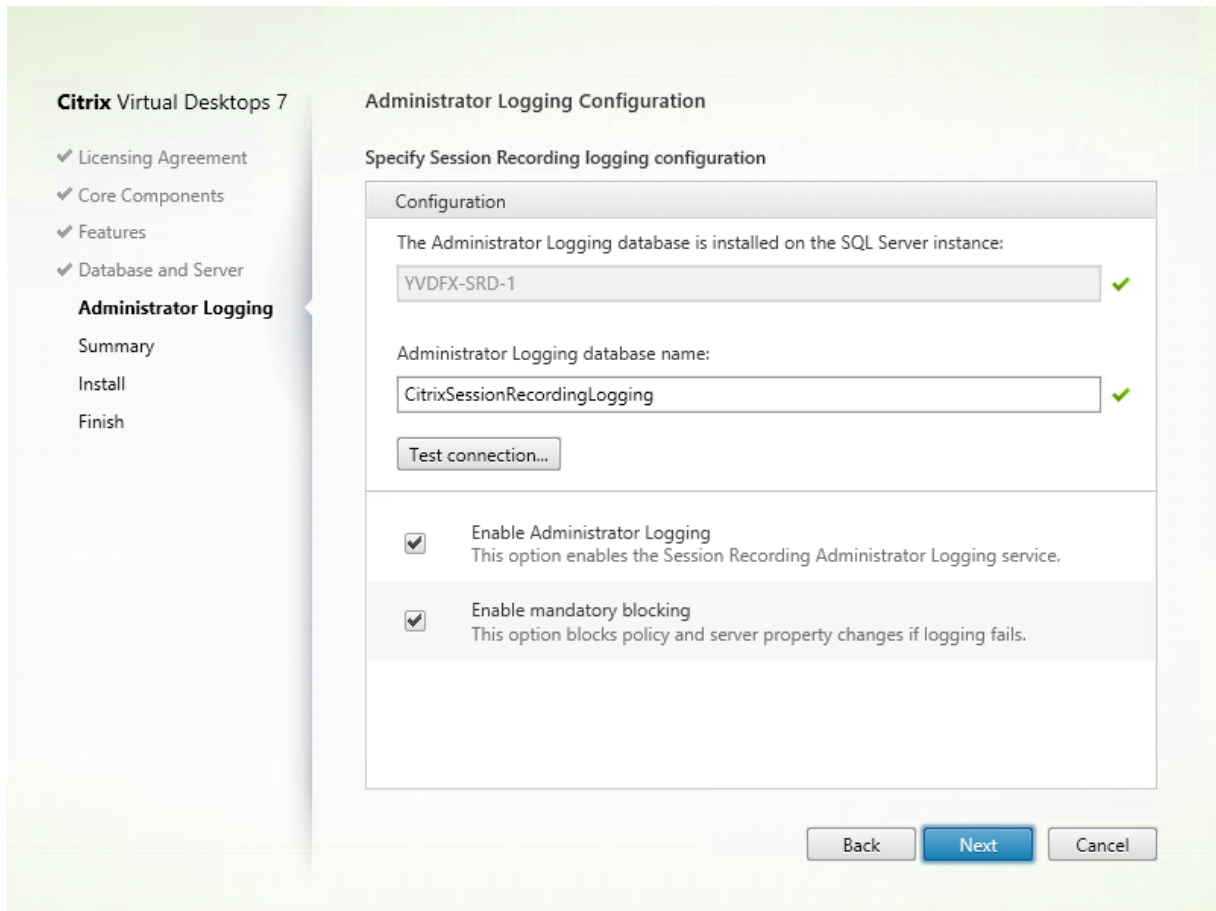 Citrix Virtual Desktops 7
Licensing Agreement
Core Components
Features
Database and Server
Administrator Logging
Summary
Install
Finish
Administrator Logging Configuration
Specify Session Recording logging configuration
Configuration
The Administrator Logging database is installed on the SQL Server instance:
YVDFX-SRD-1
Administrator Logging database name:
CitrixSessionRecordingLogging
Test connection...
Enable Administrator Logging
This option enables the Session Recording Administrator Logging service.
Enable mandatory blocking
This option blocks policy and server property changes if logging fails.
Back
Next
Cancel